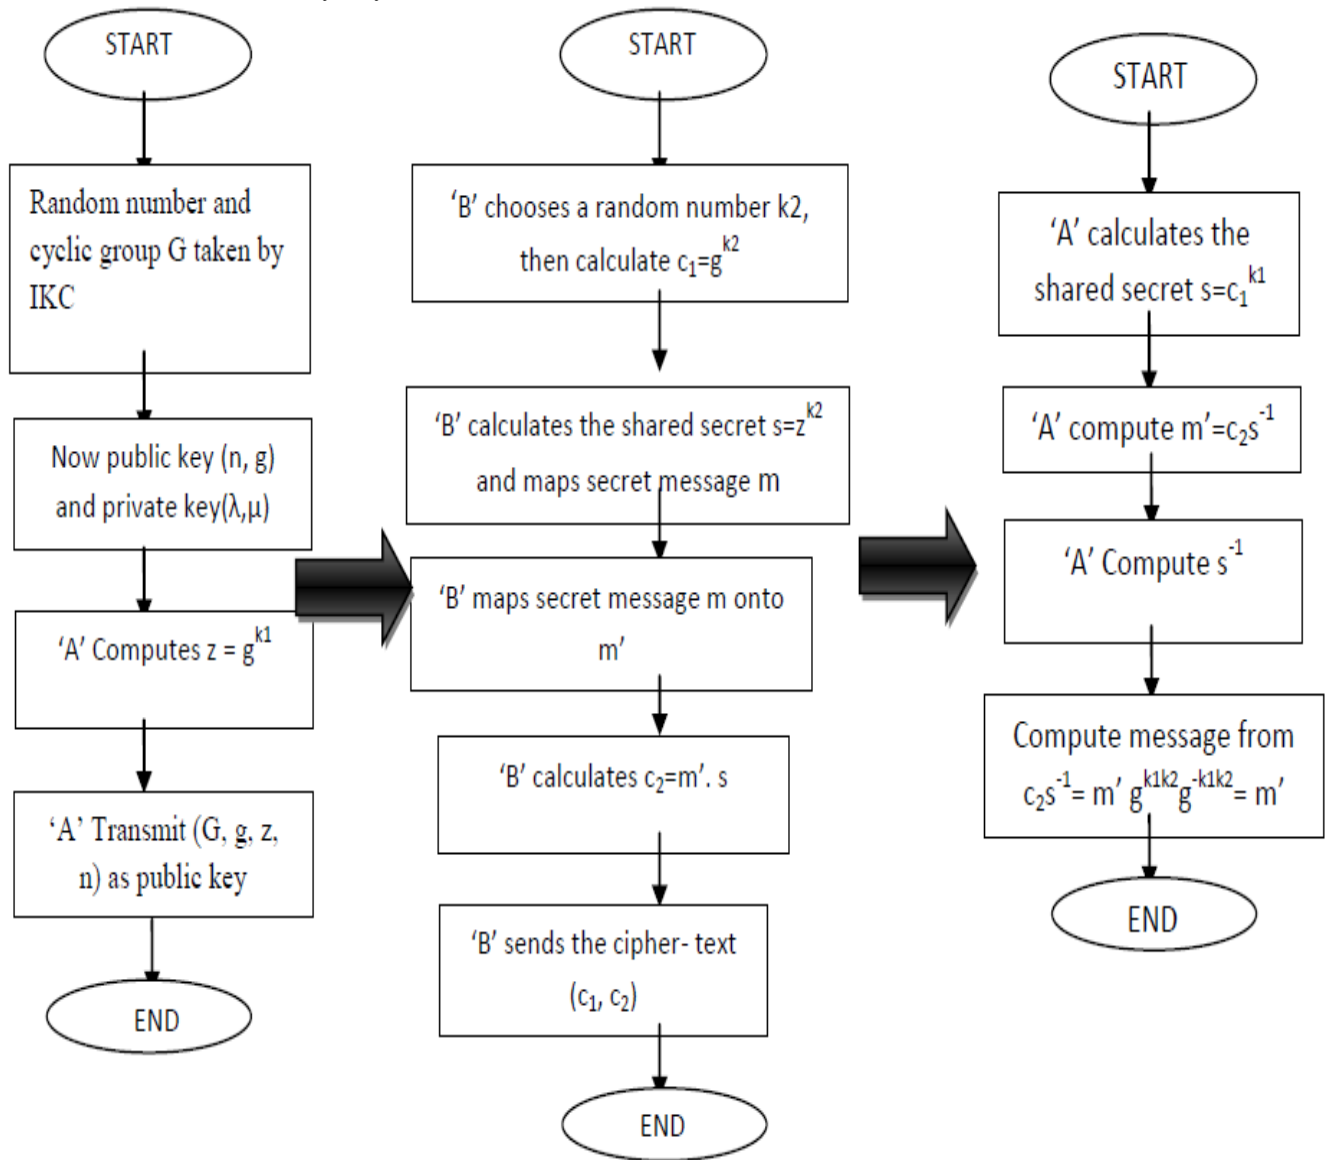 START
Random number and
cyclic group G taken by
IKC
Now public key (n, g)
and private key(λ,μ)
‘A’ Computes z = g^k1
‘A’ Transmit (G, g, z,
n) as public key
END
START
‘B’ chooses a random number k2,
then calculate c₁=g^k2
‘B’ calculates the shared secret s=z^k2
and maps secret message m
‘B’ maps secret message m onto
m’
‘B’ calculates c₂=m’. s
‘B’ sends the cipher- text
(c₁, c₂)
END
START
‘A’ calculates the
shared secret s=c₁^k1
‘A’ compute m’=c₂s⁻¹
‘A’ Compute s⁻¹
Compute message from
c₂s⁻¹= m’ g^k1k2g^-k1k2= m’
END